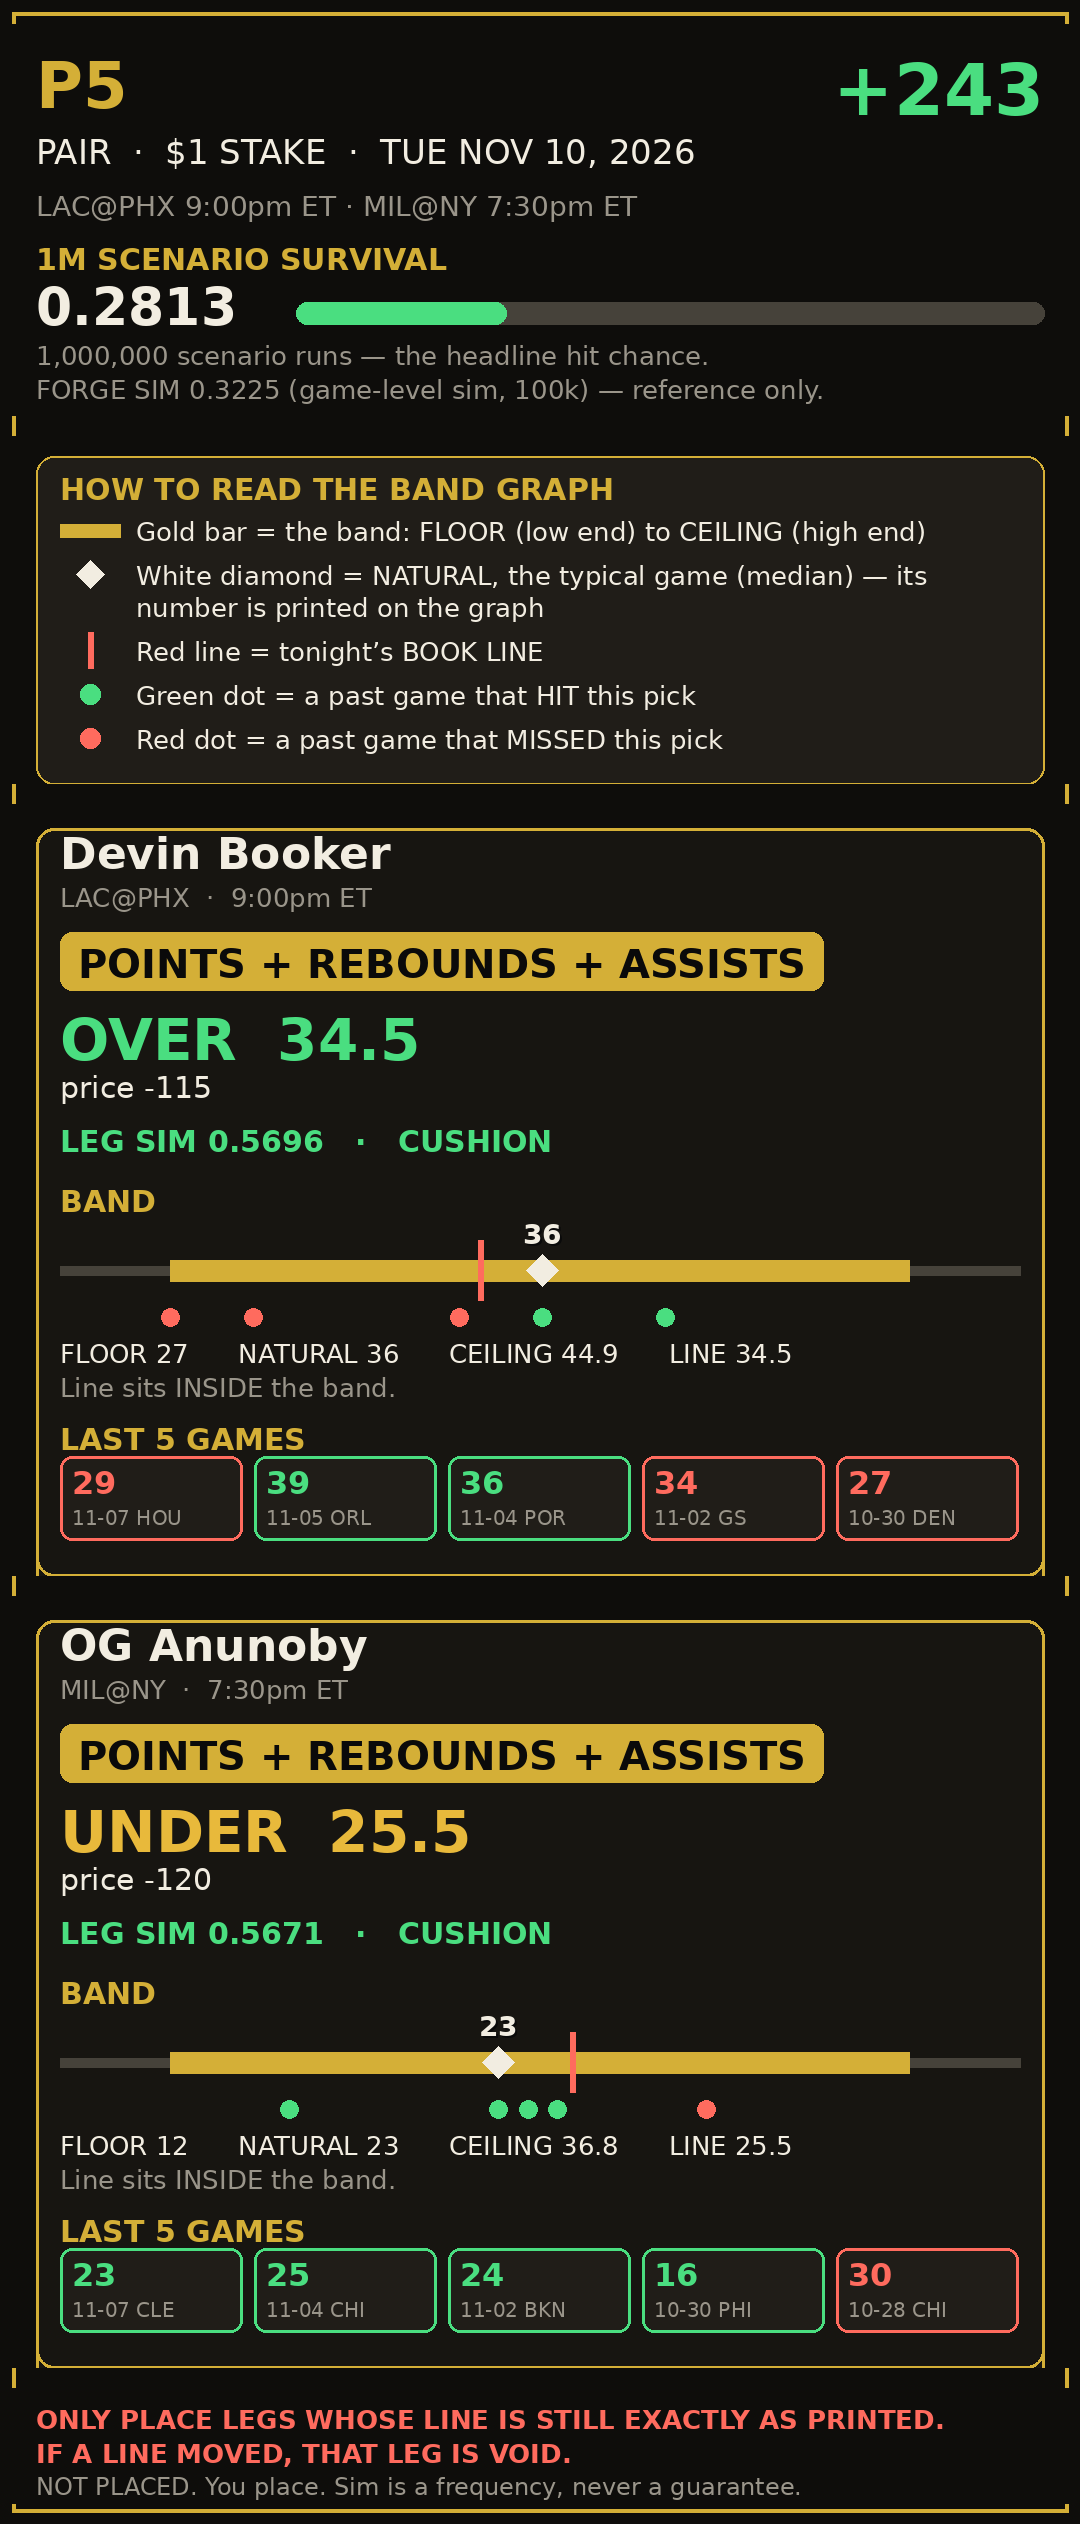 P5
+243
PAIR · $1 STAKE · TUE NOV 10, 2026
LAC@PHX 9:00pm ET · MIL@NY 7:30pm ET
1M SCENARIO SURVIVAL
0.2813
1,000,000 scenario runs — the headline hit chance.
FORGE SIM 0.3225 (game-level sim, 100k) — reference only.
HOW TO READ THE BAND GRAPH
Gold bar = the band: FLOOR (low end) to CEILING (high end)
White diamond = NATURAL, the typical game (median) — its
number is printed on the graph
Red line = tonight’s BOOK LINE
Green dot = a past game that HIT this pick
Red dot = a past game that MISSED this pick
Devin Booker
LAC@PHX · 9:00pm ET
POINTS + REBOUNDS + ASSISTS
OVER 34.5
price -115
LEG SIM 0.5696 · CUSHION
BAND
36
FLOOR 27 NATURAL 36 CEILING 44.9 LINE 34.5
Line sits INSIDE the band.
LAST 5 GAMES
29 39 36 34 27
11-07 HOU 11-05 ORL 11-04 POR 11-02 GS 10-30 DEN
OG Anunoby
MIL@NY · 7:30pm ET
POINTS + REBOUNDS + ASSISTS
UNDER 25.5
price -120
LEG SIM 0.5671 · CUSHION
BAND
23
FLOOR 12 NATURAL 23 CEILING 36.8 LINE 25.5
Line sits INSIDE the band.
LAST 5 GAMES
23 25 24 16 30
11-07 CLE 11-04 CHI 11-02 BKN 10-30 PHI 10-28 CHI
ONLY PLACE LEGS WHOSE LINE IS STILL EXACTLY AS PRINTED.
IF A LINE MOVED, THAT LEG IS VOID.
NOT PLACED. You place. Sim is a frequency, never a guarantee.